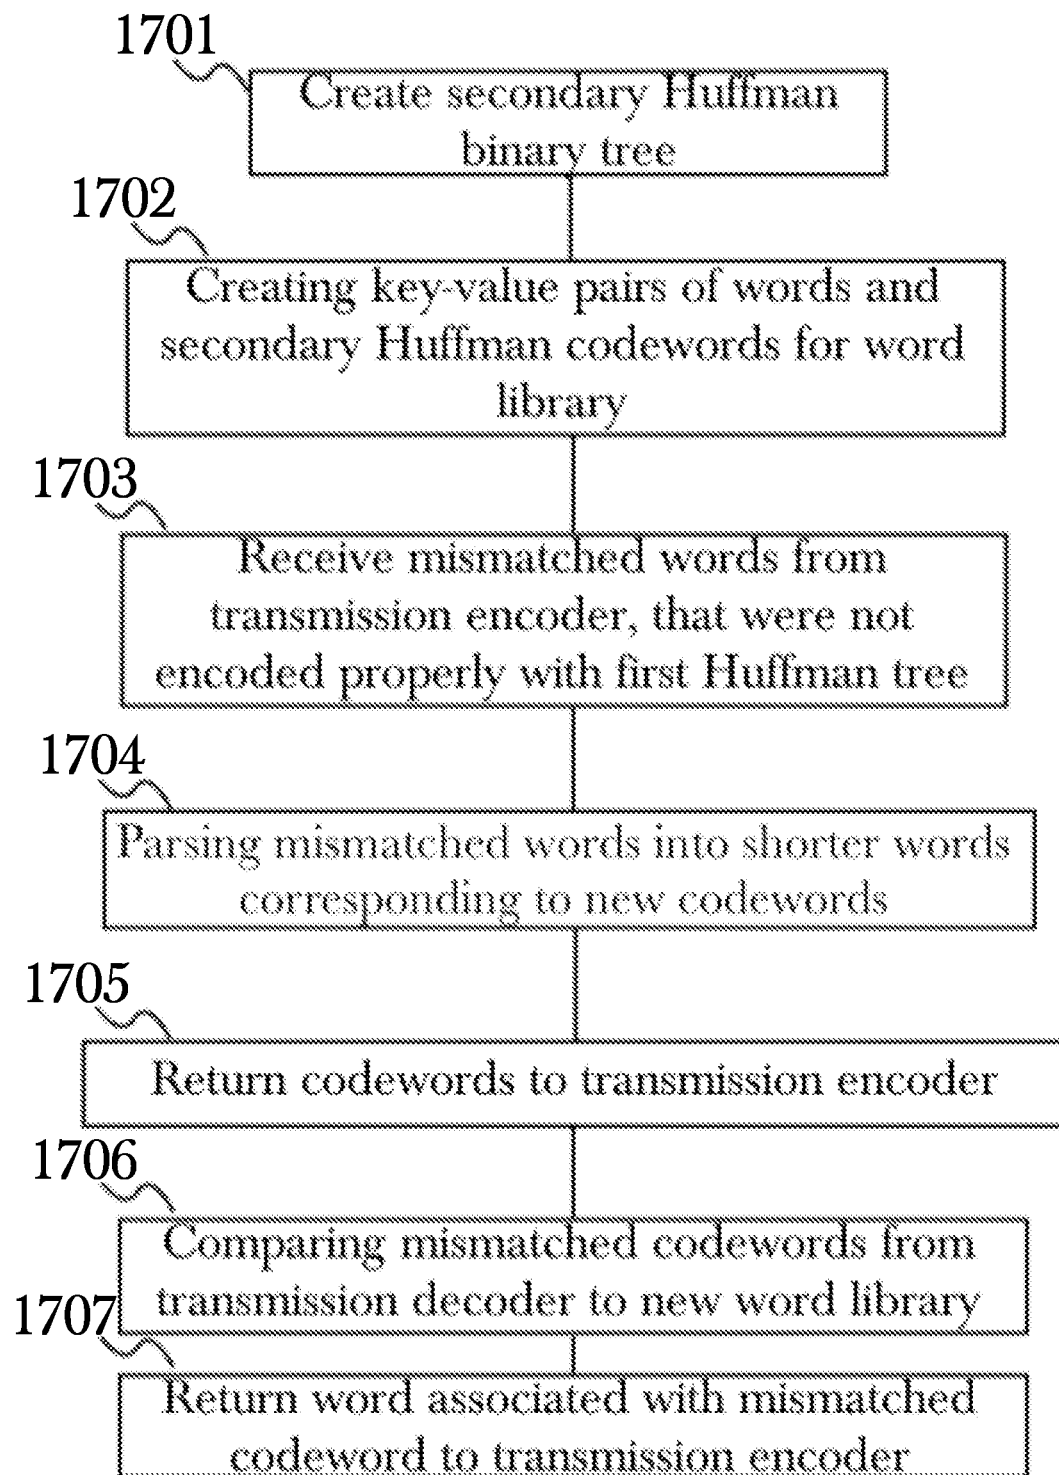 1701
Create secondary Huffman
binary tree
1702
Creating key-value pairs of words and
secondary Huffman codewords for word
library
1703
Receive mismatched words from
transmission encoder, that were not
encoded properly with first Huffman tree
1704
Parsing mismatched words into shorter words
corresponding to new codewords
1705
Return codewords to transmission encoder
1706
Comparing mismatched codewords from
transmission decoder to new word library
1707
Return word associated with mismatched
codeword to transmission encoder